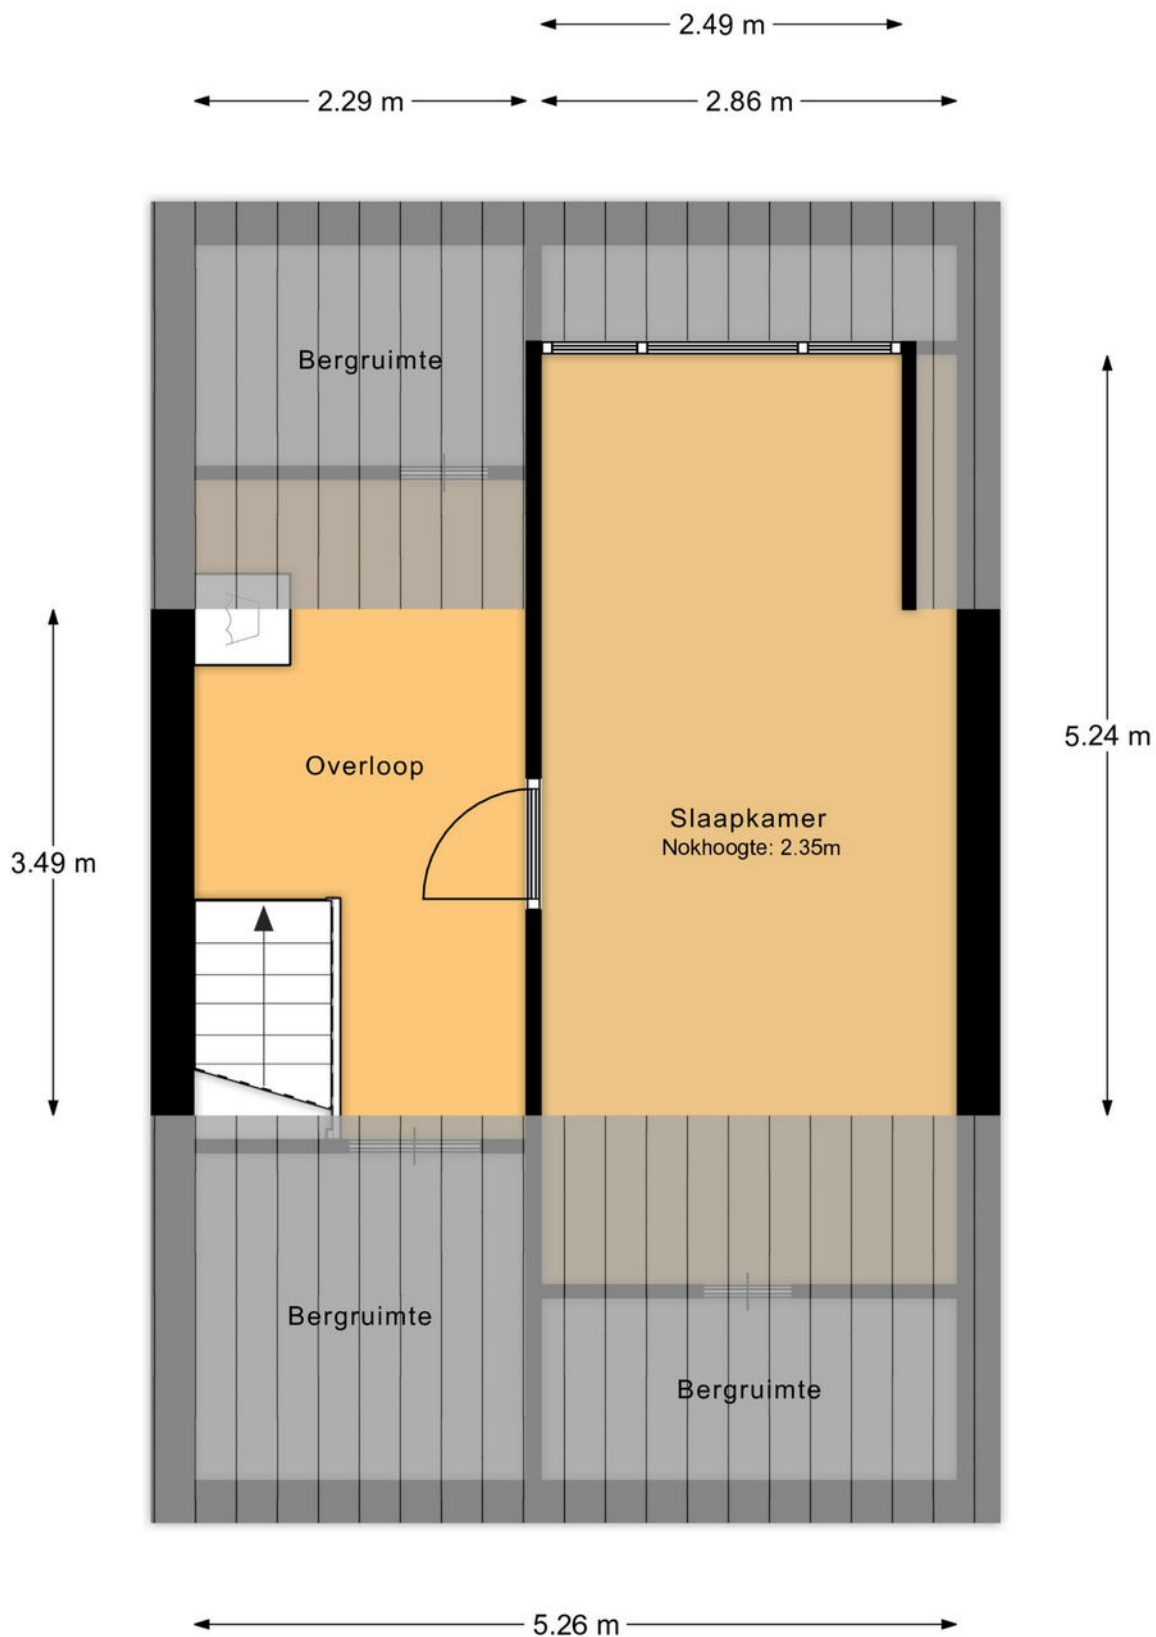 2.49 m
2.29 m
2.86 m
Bergruimte
Overloop
Slaapkamer
Nokhoogte: 2.35m
5.24 m
3.49 m
Bergruimte
Bergruimte
5.26 m